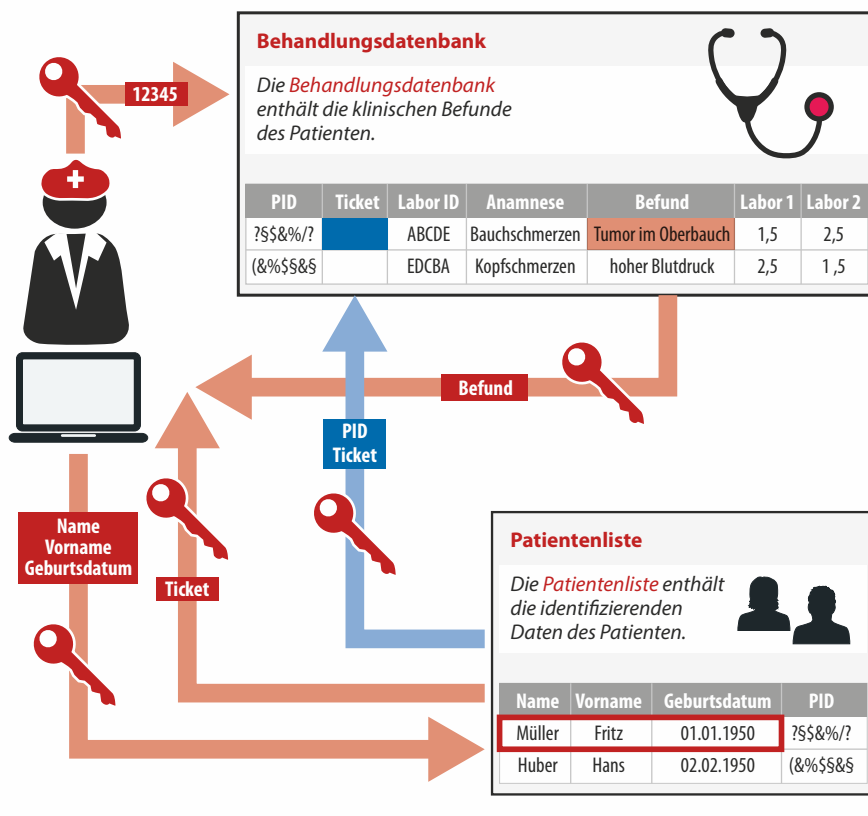 Behandlungsdatenbank
Die Behandlungsdatenbank
enthält die klinischen Befunde
des Patienten.
12345
PID Ticket Labor ID Anamnese Befund Labor 1 Labor 2
?§$&%/? ABCDE Bauchschmerzen Tumor im Oberbauch 1,5 2,5
(&%$§&§ EDCBA Kopfschmerzen hoher Blutdruck 2,5 1 ,5
Befund
PID
Ticket
Name
Vorname
Geburtsdatum
Ticket
Patientenliste
Die Patientenliste enthält
die identifizierenden
Daten des Patienten.
Name Vorname Geburtsdatum PID
Müller Fritz 01.01.1950 ?§$&%/?
Huber Hans 02.02.1950 (&%$§&§